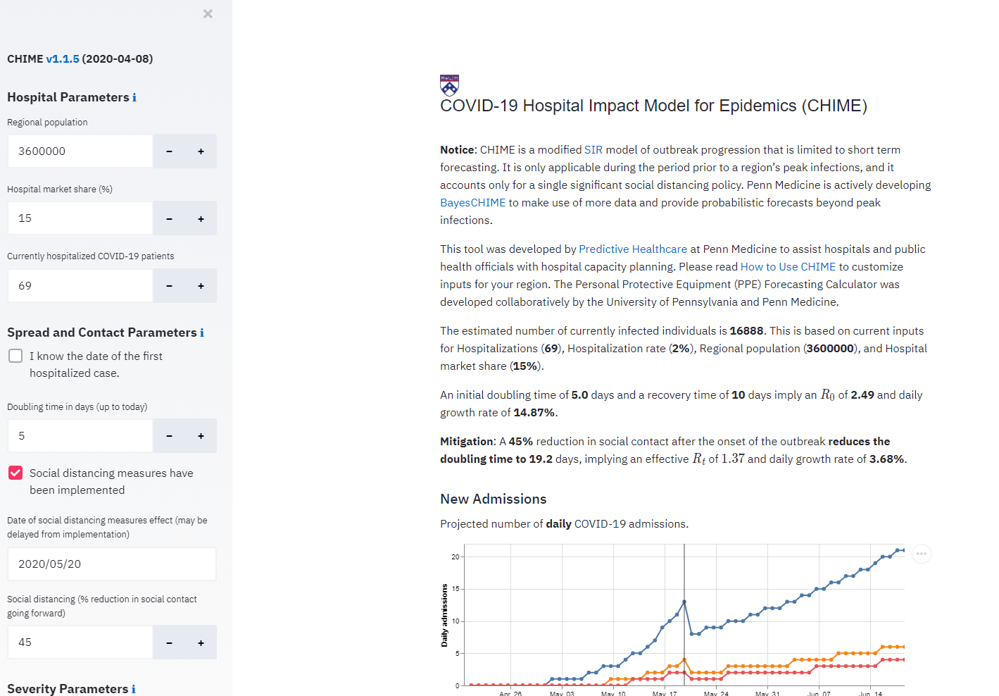 ×
CHIME v1.1.5 (2020-04-08)
Hospital Parameters i
Regional population
3600000
− +
Hospital market share (%)
15
− +
Currently hospitalized COVID-19 patients
69
− +
Spread and Contact Parameters i
I know the date of the first
hospitalized case.
Doubling time in days (up to today)
5
− +
Social distancing measures have
been implemented
Date of social distancing measures effect (may be
delayed from implementation)
2020/05/20
Social distancing (% reduction in social contact
going forward)
45
− +
Severity Parameters i
COVID-19 Hospital Impact Model for Epidemics (CHIME)
Notice: CHIME is a modified SIR model of outbreak progression that is limited to short term
forecasting. It is only applicable during the period prior to a region's peak infections, and it
accounts only for a single significant social distancing policy. Penn Medicine is actively developing
BayesCHIME to make use of more data and provide probabilistic forecasts beyond peak
infections.
This tool was developed by Predictive Healthcare at Penn Medicine to assist hospitals and public
health officials with hospital capacity planning. Please read How to Use CHIME to customize
inputs for your region. The Personal Protective Equipment (PPE) Forecasting Calculator was
developed collaboratively by the University of Pennsylvania and Penn Medicine.
The estimated number of currently infected individuals is 16888. This is based on current inputs
for Hospitalizations (69), Hospitalization rate (2%), Regional population (3600000), and Hospital
market share (15%).
An initial doubling time of 5.0 days and a recovery time of 10 days imply an R0 of 2.49 and daily
growth rate of 14.87%.
Mitigation: A 45% reduction in social contact after the onset of the outbreak reduces the
doubling time to 19.2 days, implying an effective Rt of 1.37 and daily growth rate of 3.68%.
New Admissions
Projected number of daily COVID-19 admissions.
Daily admissions
20
15
10
5
0
Apr 26 May 03 May 10 May 17 May 24 May 31 Jun 07 Jun 14